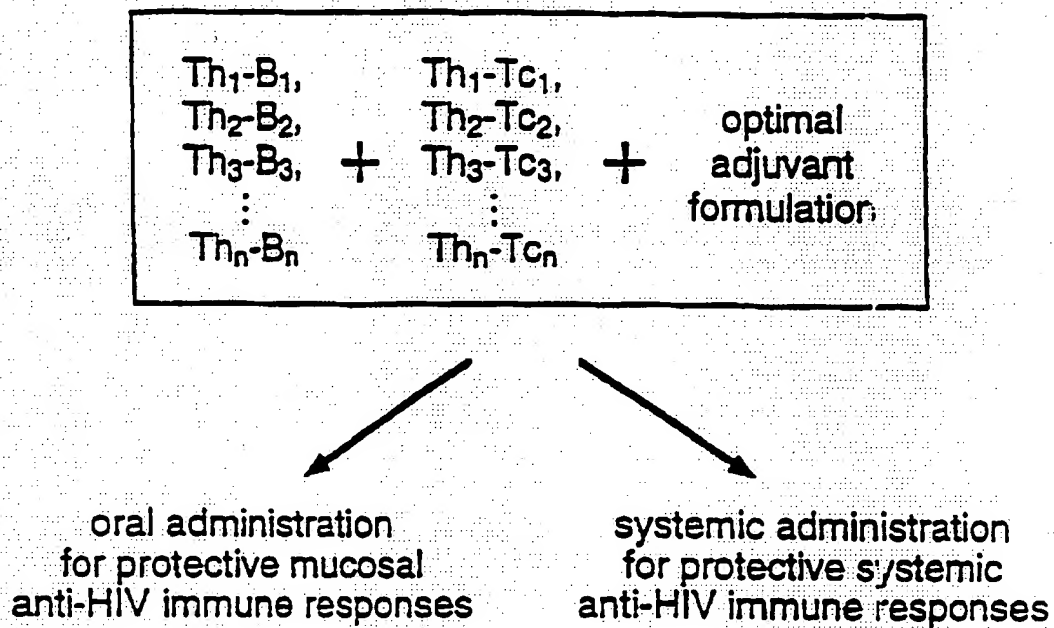 Th₁-B₁,
Th₂-B₂,
Th₃-B₃,
⋮
Thₙ-Bₙ
+
Th₁-Tc₁,
Th₂-Tc₂,
Th₃-Tc₃,
⋮
Thₙ-Tcₙ
+
optimal
adjuvant
formulation
oral administration
for protective mucosal
anti-HIV immune responses
systemic administration
for protective systemic
anti-HIV immune responses